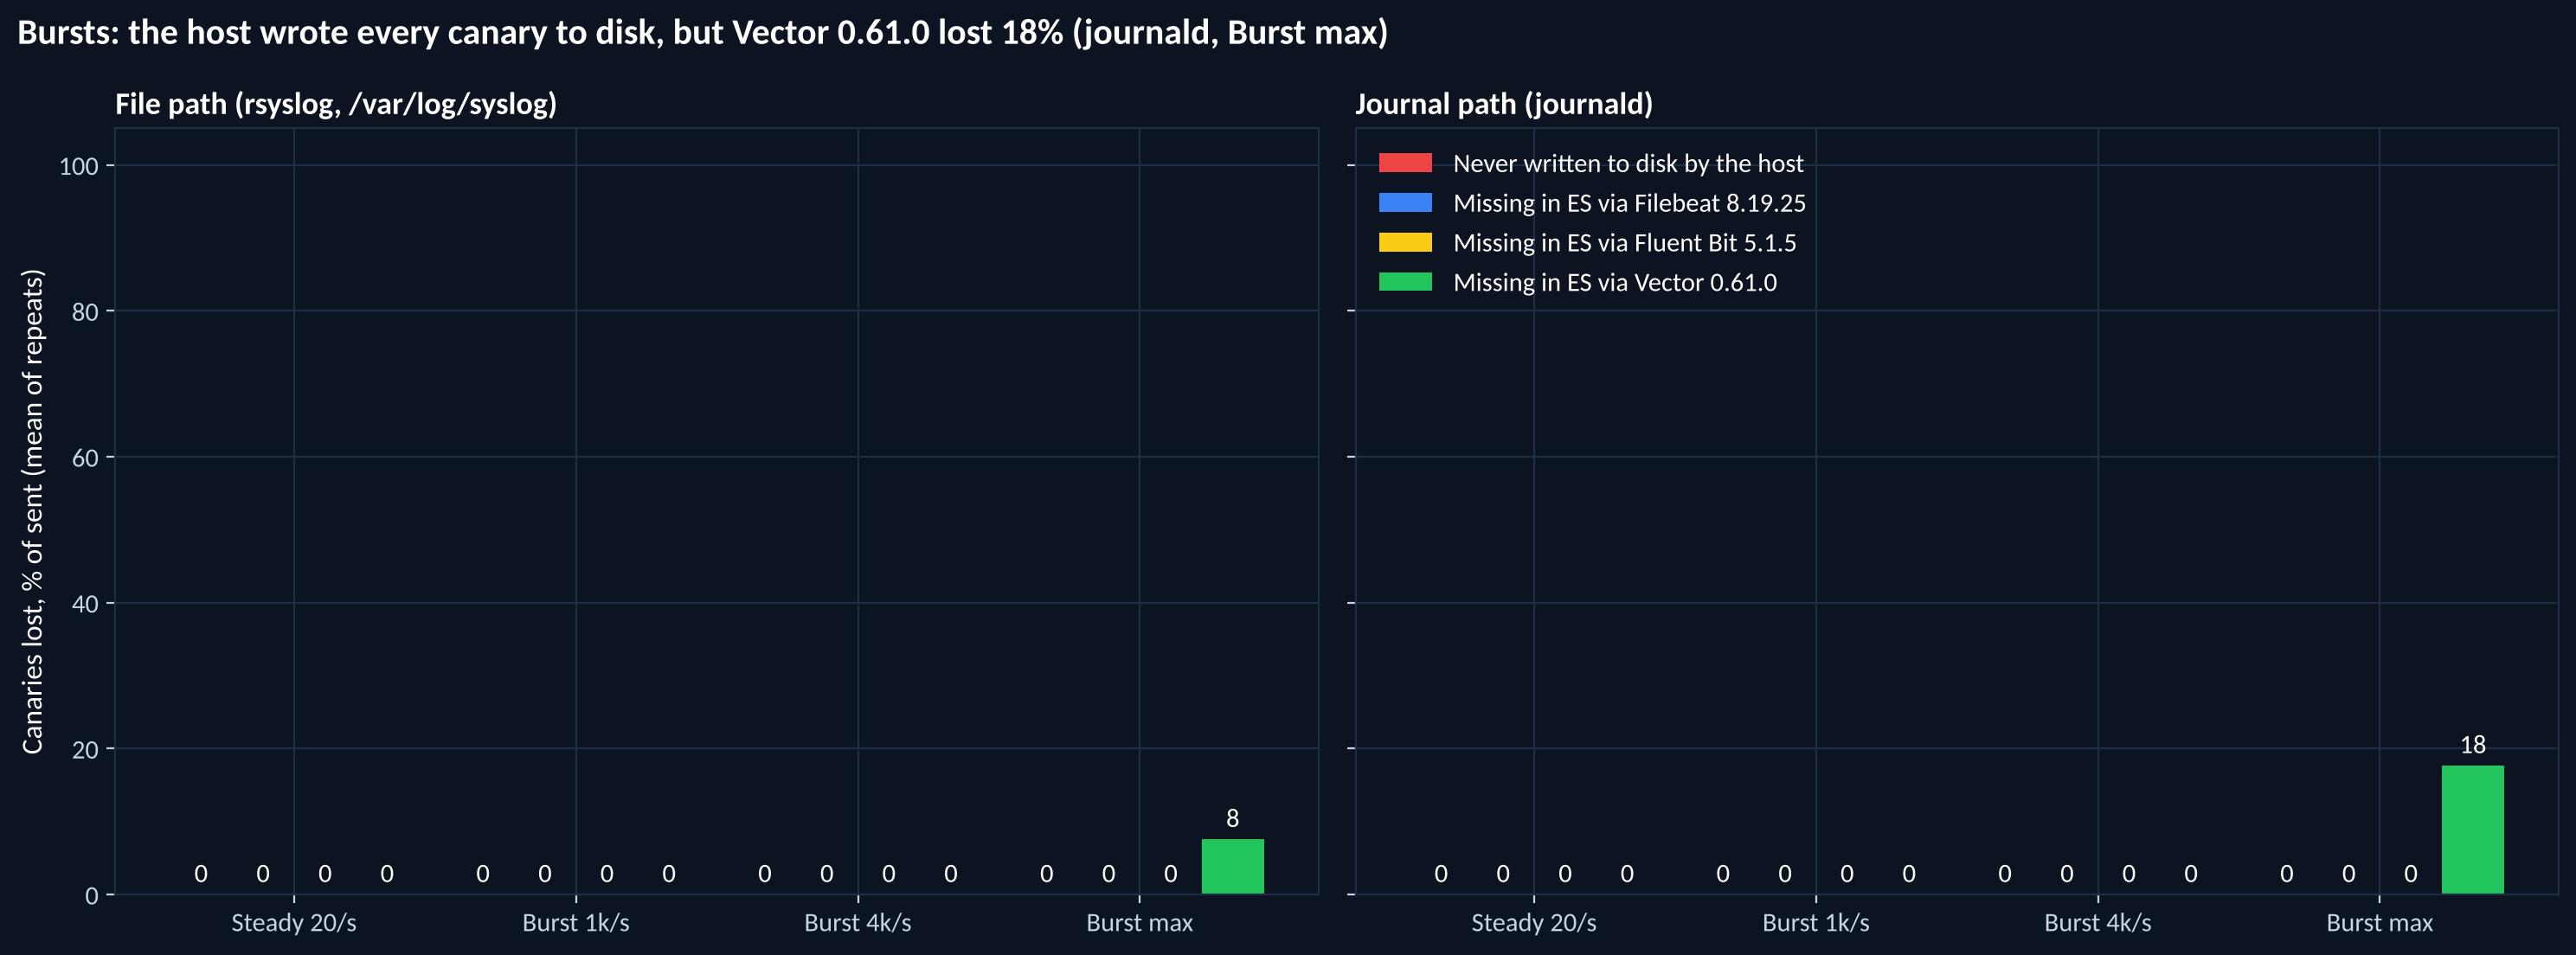 Bursts: the host wrote every canary to disk, but Vector 0.61.0 lost 18% (journald, Burst max)
File path (rsyslog, /var/log/syslog)
Canaries lost, % of sent (mean of repeats)
100
80
60
40
20
0
0 0 0 0 0 0 0 0 0 0 0 0 0 0 0 8
Steady 20/s Burst 1k/s Burst 4k/s Burst max
Journal path (journald)
Never written to disk by the host
Missing in ES via Filebeat 8.19.25
Missing in ES via Fluent Bit 5.1.5
Missing in ES via Vector 0.61.0
0 0 0 0 0 0 0 0 0 0 0 0 0 0 0 18
Steady 20/s Burst 1k/s Burst 4k/s Burst max